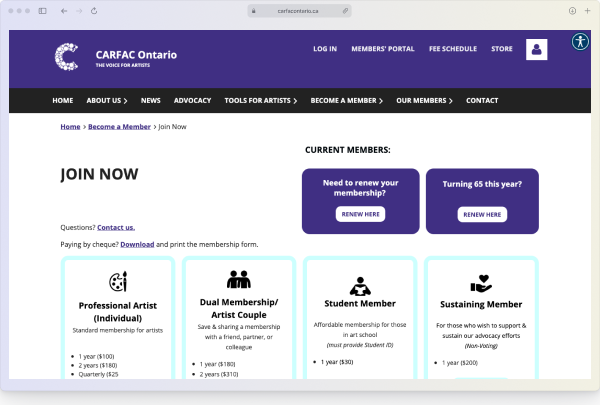 carfacontario.ca
CARFAC Ontario
THE VOICE FOR ARTISTS
LOG IN MEMBERS' PORTAL FEE SCHEDULE STORE
HOME ABOUT US > NEWS ADVOCACY TOOLS FOR ARTISTS > BECOME A MEMBER > OUR MEMBERS > CONTACT
Home > Become a Member > Join Now
CURRENT MEMBERS:
JOIN NOW
Need to renew your
membership?
RENEW HERE
Turning 65 this year?
RENEW HERE
Questions? Contact us.
Paying by cheque? Download and print the membership form.
Professional Artist
(Individual)
Standard membership for artists
• 1 year ($100)
• 2 years ($180)
• Quarterly ($25
Dual Membership/
Artist Couple
Save & sharing a membership
with a friend, partner, or
colleague
• 1 year ($180)
• 2 years ($310)
Student Member
Affordable membership for those
in art school
(must provide Student ID)
• 1 year ($30)
Sustaining Member
For those who wish to support &
sustain our advocacy efforts
(Non-Voting)
• 1 year ($200)